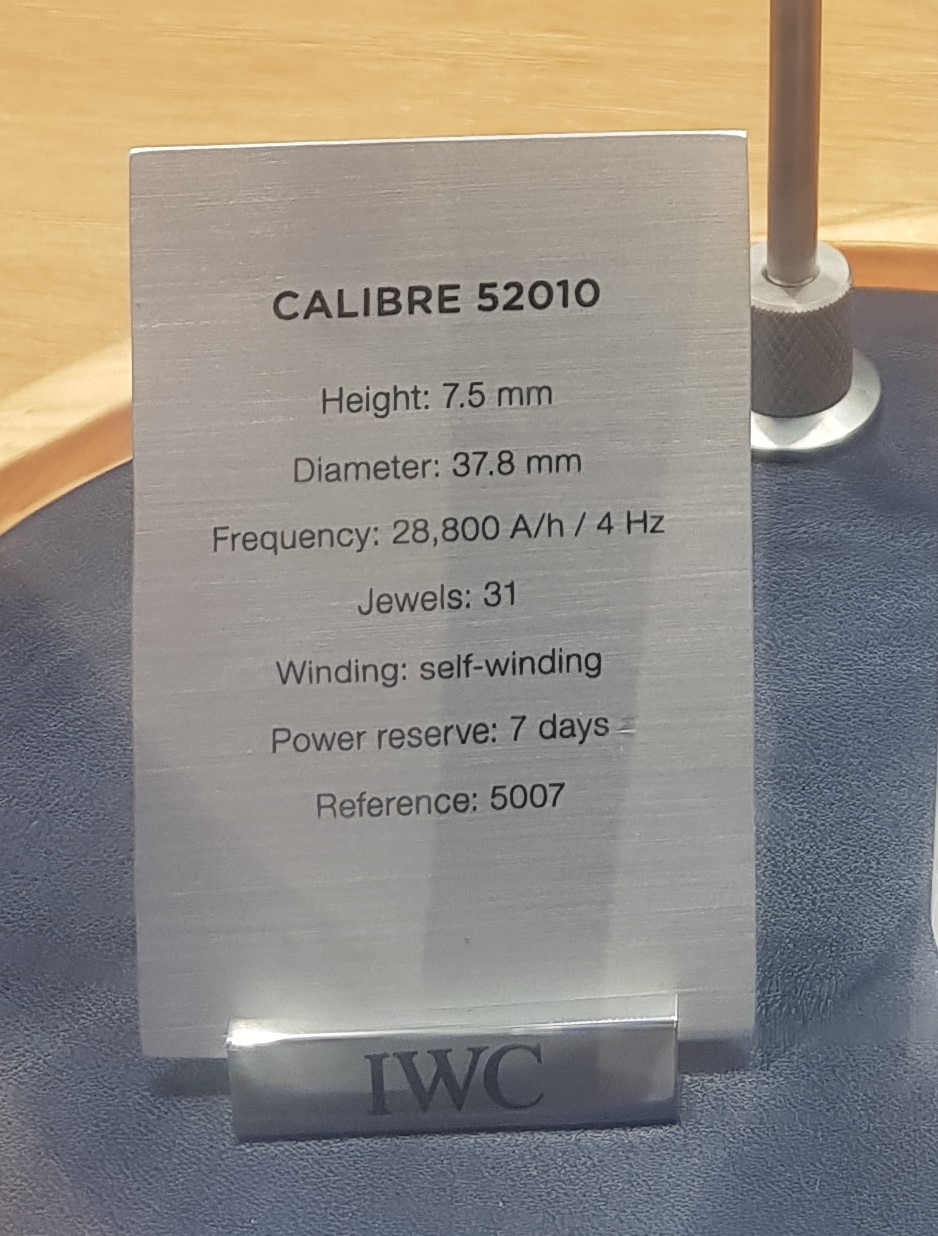 CALIBRE 52010
Height: 7.5 mm
Diameter: 37.8 mm
Frequency: 28,800 A/h / 4 Hz
Jewels: 31
Winding: self-winding
Power reserve: 7 days
Reference: 5007
IWC